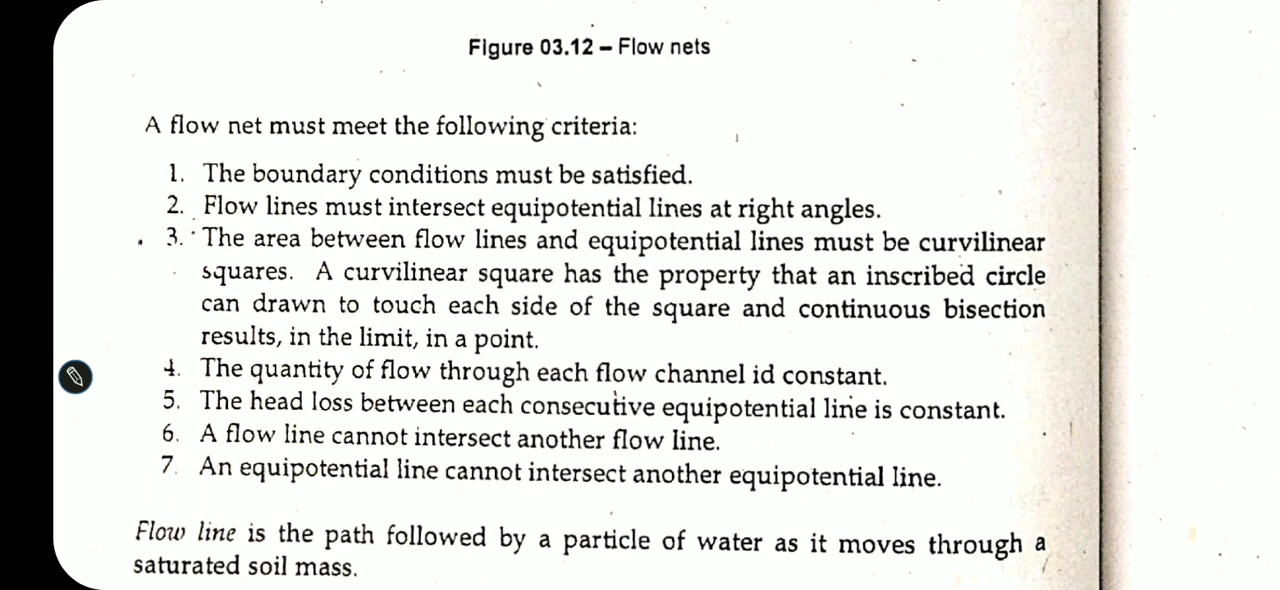 Figure 03.12 – Flow nets
A flow net must meet the following criteria:
1. The boundary conditions must be satisfied.
2. Flow lines must intersect equipotential lines at right angles.
3. The area between flow lines and equipotential lines must be curvilinear
squares. A curvilinear square has the property that an inscribed circle
can drawn to touch each side of the square and continuous bisection
results, in the limit, in a point.
4. The quantity of flow through each flow channel id constant.
5. The head loss between each consecutive equipotential line is constant.
6. A flow line cannot intersect another flow line.
7. An equipotential line cannot intersect another equipotential line.
Flow line is the path followed by a particle of water as it moves through a
saturated soil mass.